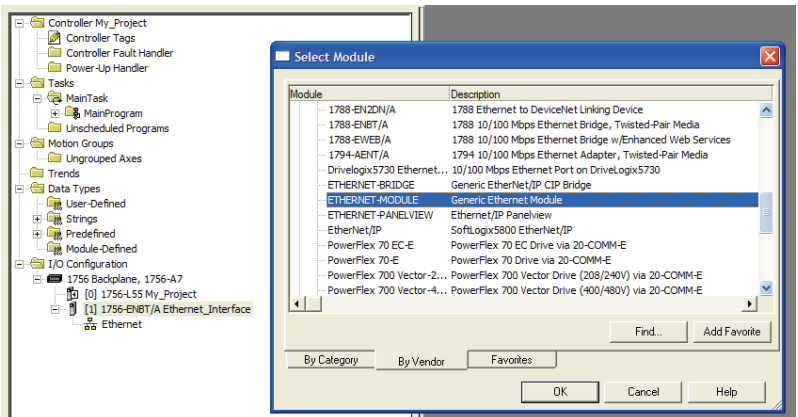 Controller My_Project
Controller Tags
Controller Fault Handler
Power-Up Handler
Tasks
MainTask
MainProgram
Unscheduled Programs
Motion Groups
Ungrouped Axes
Trends
Data Types
User-Defined
Strings
Predefined
Module-Defined
I/O Configuration
1756 Backplane, 1756-A7
[0] 1756-L55 My_Project
[1] 1756-ENBT/A Ethernet_Interface
Ethernet
Select Module
Module Description
1788-EN2DN/A 1788 Ethernet to DeviceNet Linking Device
1788-ENBT/A 1788 10/100 Mbps Ethernet Bridge, Twisted-Pair Media
1788-EWEB/A 1788 10/100 Mbps Ethernet Bridge w/Enhanced Web Services
1794-AENT/A 1794 10/100 Mbps Ethernet Adapter, Twisted-Pair Media
Drivelogix5730 Ethernet... 10/100 Mbps Ethernet Port on DriveLogix5730
ETHERNET-BRIDGE Generic EtherNet/IP CIP Bridge
ETHERNET-MODULE Generic Ethernet Module
ETHERNET-PANELVIEW Ethernet/IP Panelview
EtherNet/IP SoftLogix5800 EtherNet/IP
PowerFlex 70 EC-E PowerFlex 70 EC Drive via 20-COMM-E
PowerFlex 70-E PowerFlex 70 Drive via 20-COMM-E
PowerFlex 700 Vector-2... PowerFlex 700 Vector Drive (208/240V) via 20-COMM-E
PowerFlex 700 Vector-4... PowerFlex 700 Vector Drive (400/480V) via 20-COMM-E
Find... Add Favorite
By Category By Vendor Favorites
OK Cancel Help